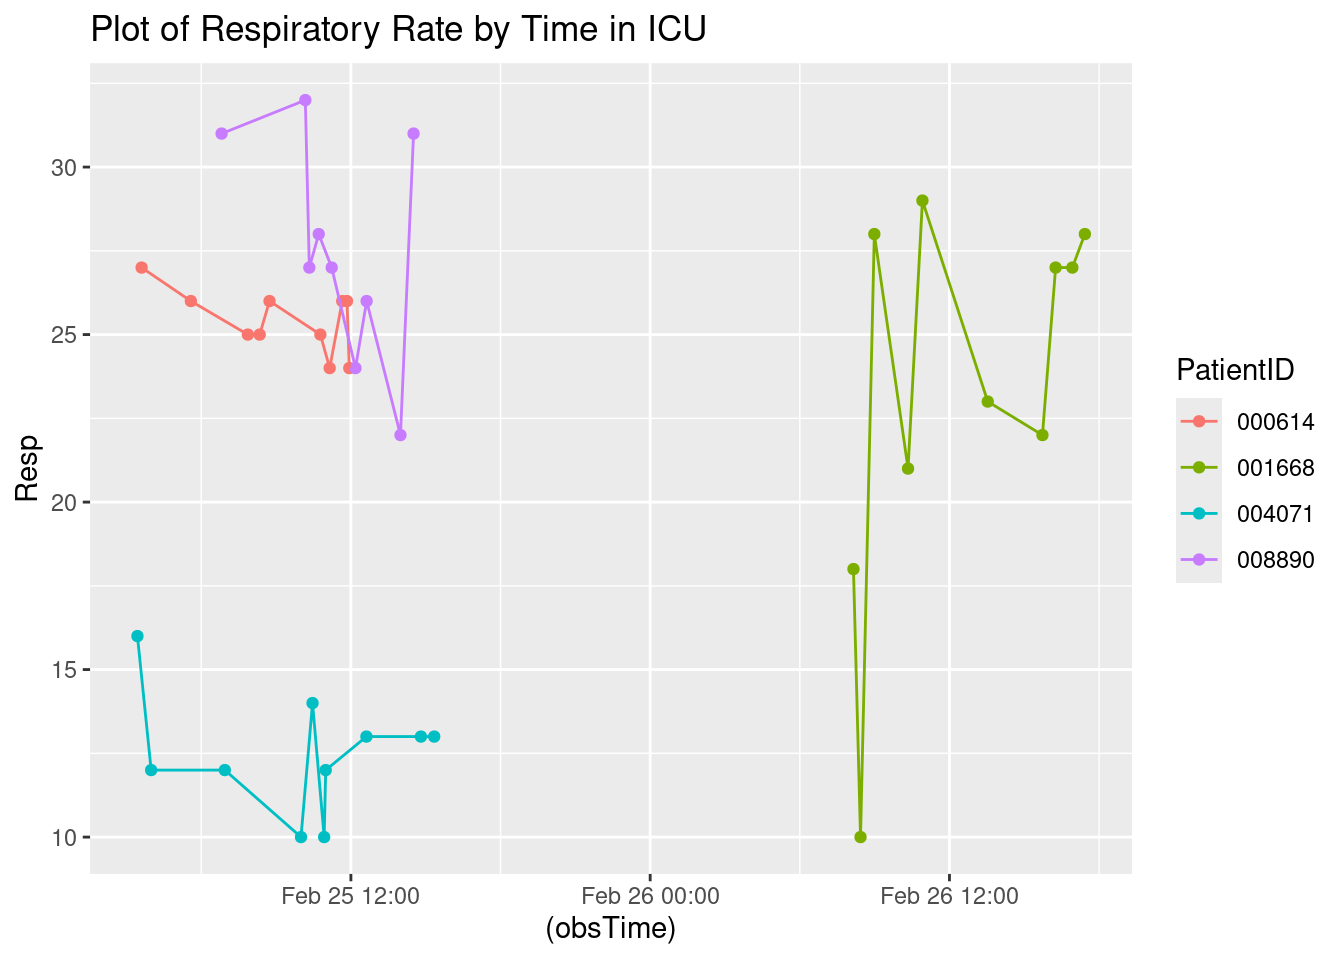 Plot of Respiratory Rate by Time in ICU
30
25
20
15
10
Resp
Feb 25 12:00
Feb 26 00:00
Feb 26 12:00
(obsTime)
PatientID
000614
001668
004071
008890